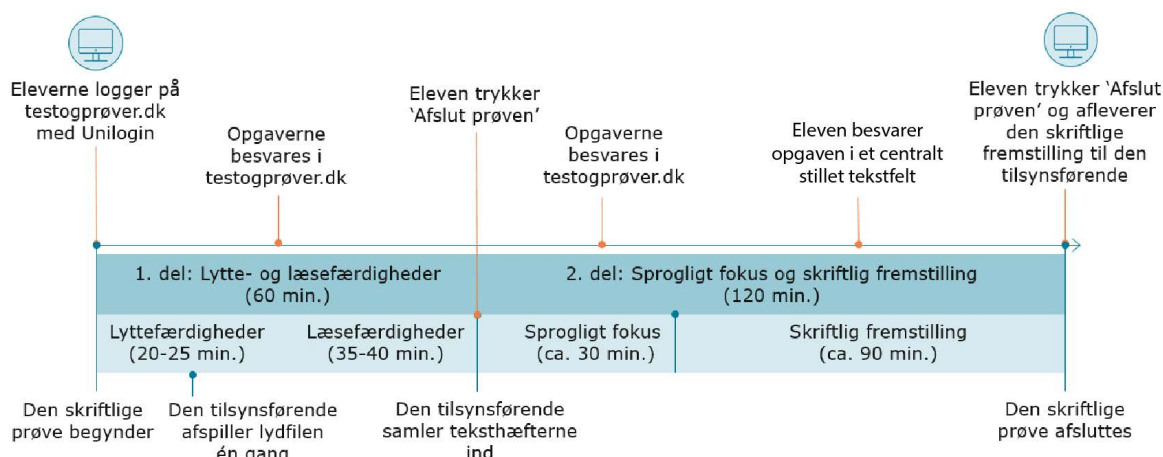 Eleverne logger på
testogprøver.dk
med Unilogin
Opgaverne
besvares i
testogprøver.dk
Eleven trykker
‘Afslut prøven’
Opgaverne
besvares i
testogprøver.dk
Eleven besvarer
opgaven i et centralt
stillet tekstfelt
Eleven trykker ‘Afslut
prøven’ og afleverer
den skriftlige
fremstilling til den
tilsynsførende
1. del: Lytte- og læsefærdigheder
(60 min.)
2. del: Sprogligt fokus og skriftlig fremstilling
(120 min.)
Lyttefærdigheder
(20-25 min.)
Læsefærdigheder
(35-40 min.)
Sprogligt fokus
(ca. 30 min.)
Skriftlig fremstilling
(ca. 90 min.)
Den skriftlige
prøve begynder
Den tilsynsførende
afspiller lydfilen
én gang
Den tilsynsførende
samler teksthæfterne
ind
Den skriftlige
prøve afsluttes